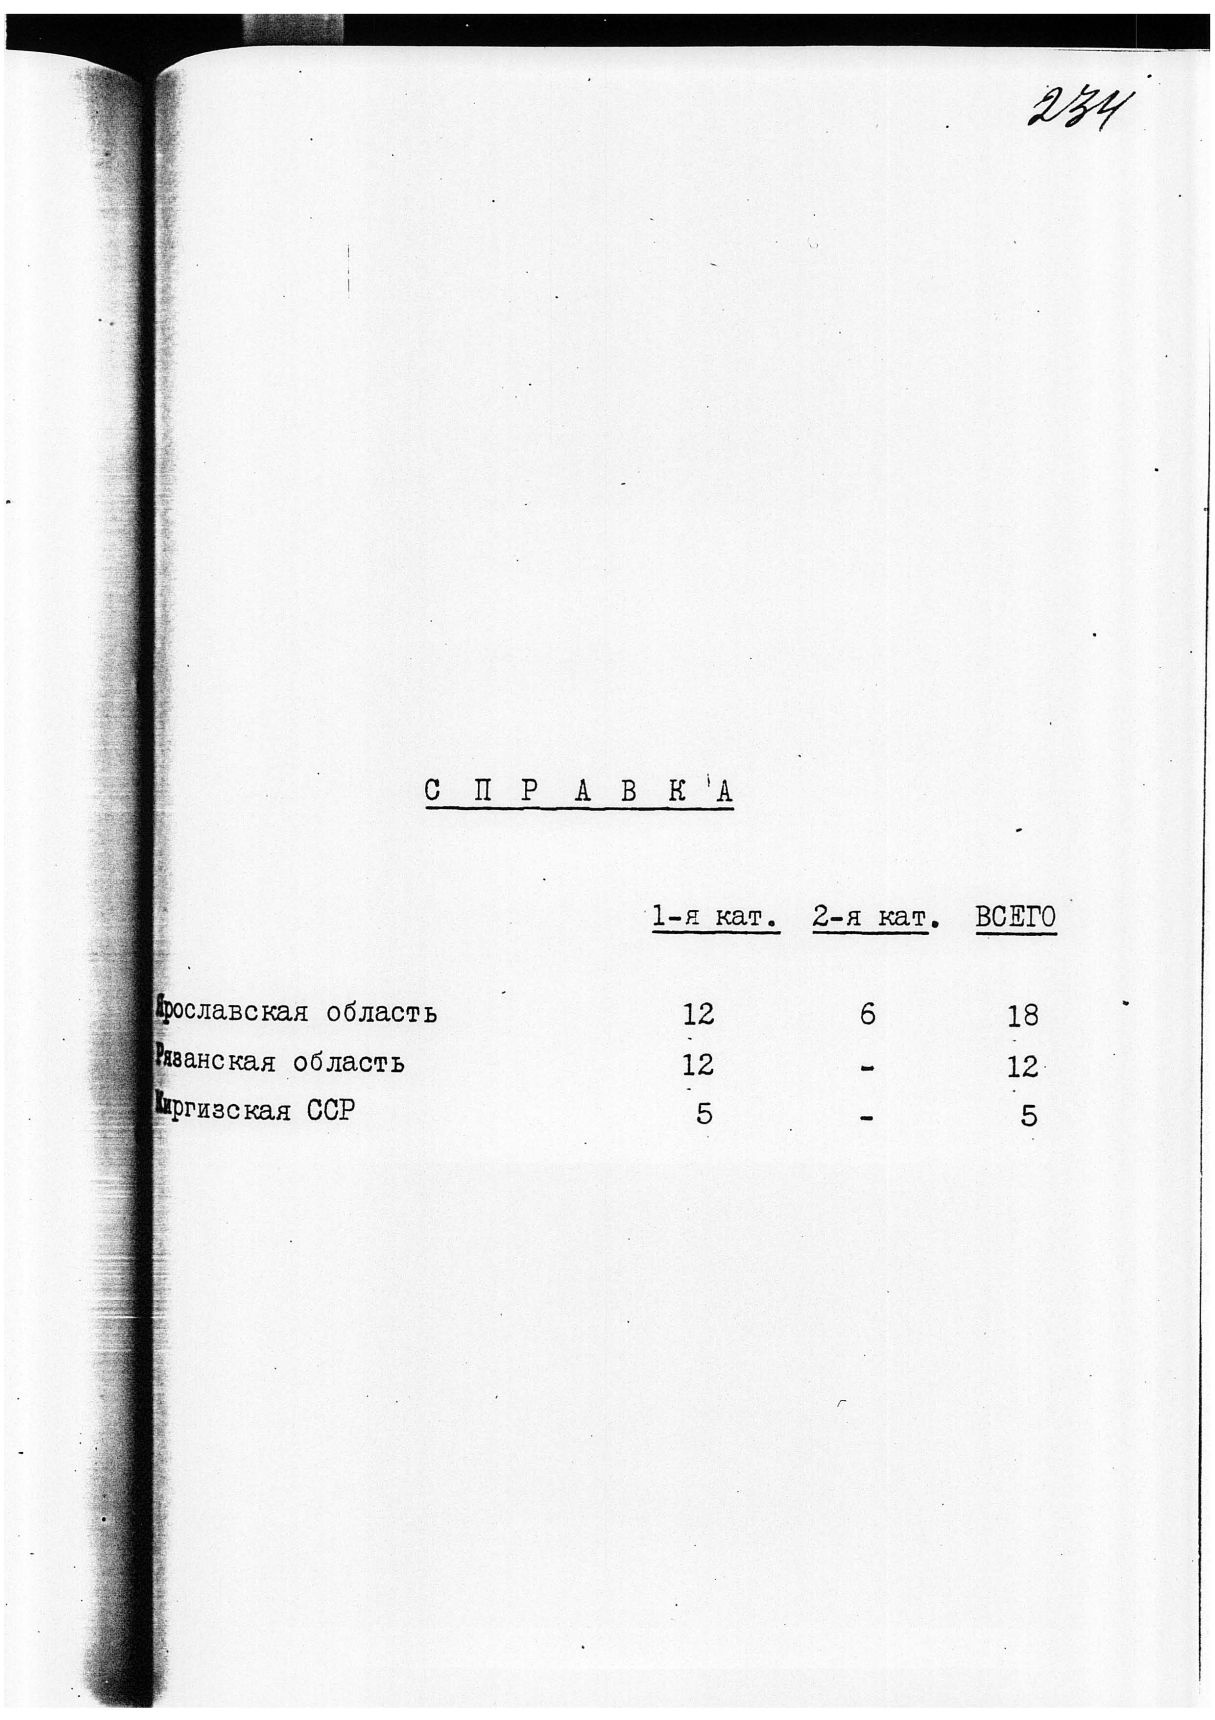 234
С П Р А В К А
1-я кат. 2-я кат. ВСЕГО
Ярославская область 12 6 18
Рязанская область 12 - 12
Киргизская ССР 5 - 5